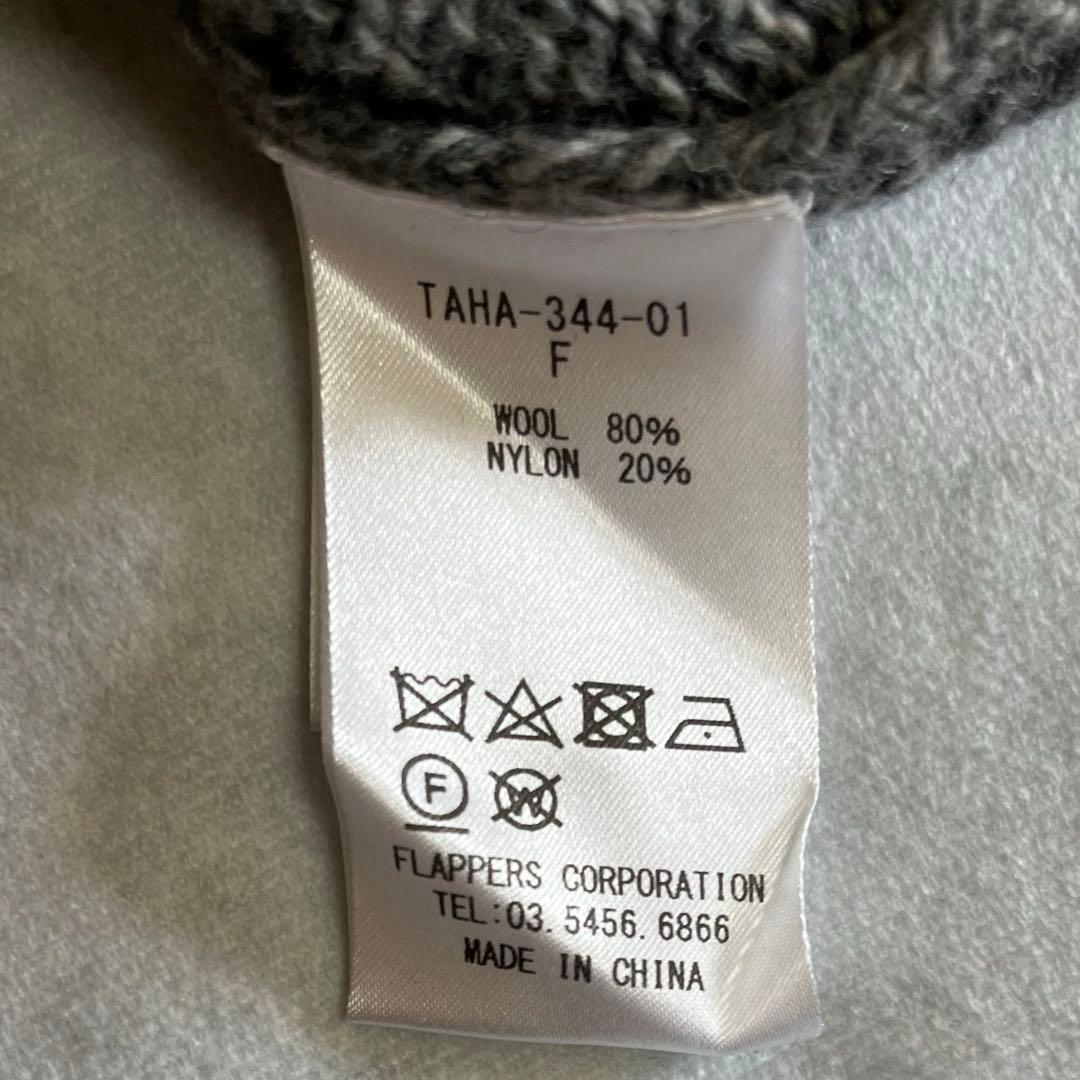 TAHA-344-01
F
WOOL 80%
NYLON 20%
F W
FLAPPERS CORPORATION
TEL:03. 5456. 6866
MADE IN CHINA